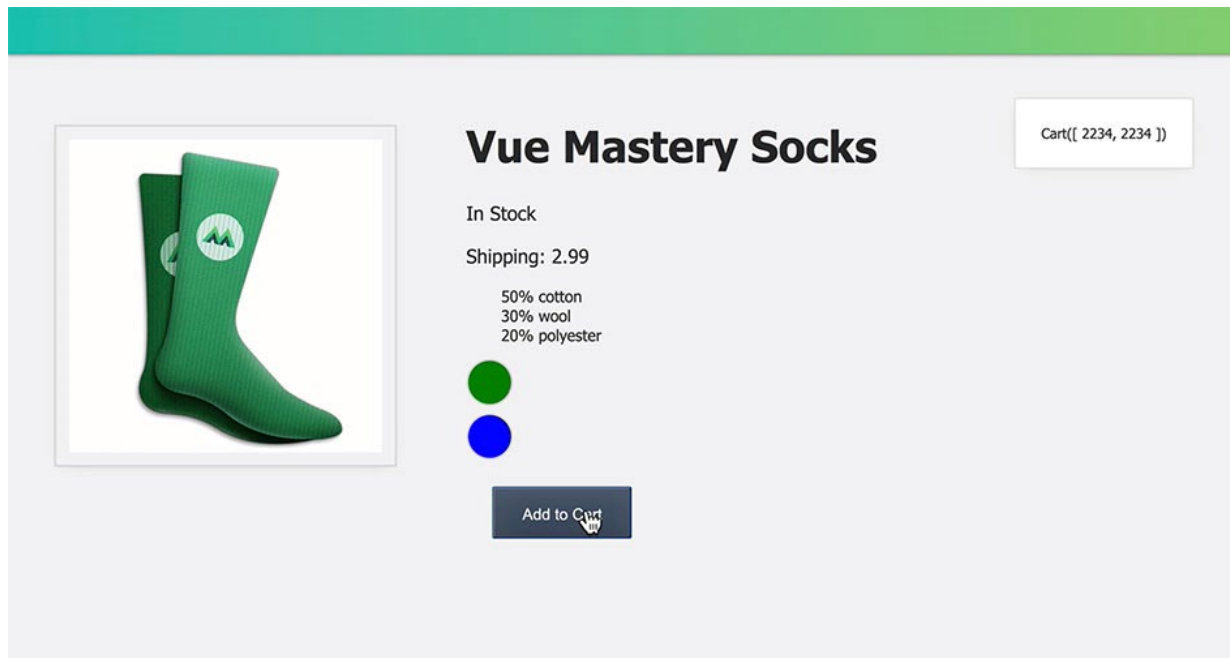 Vue Mastery Socks
Cart([ 2234, 2234 ])
In Stock
Shipping: 2.99
50% cotton
30% wool
20% polyester
Add to Cart